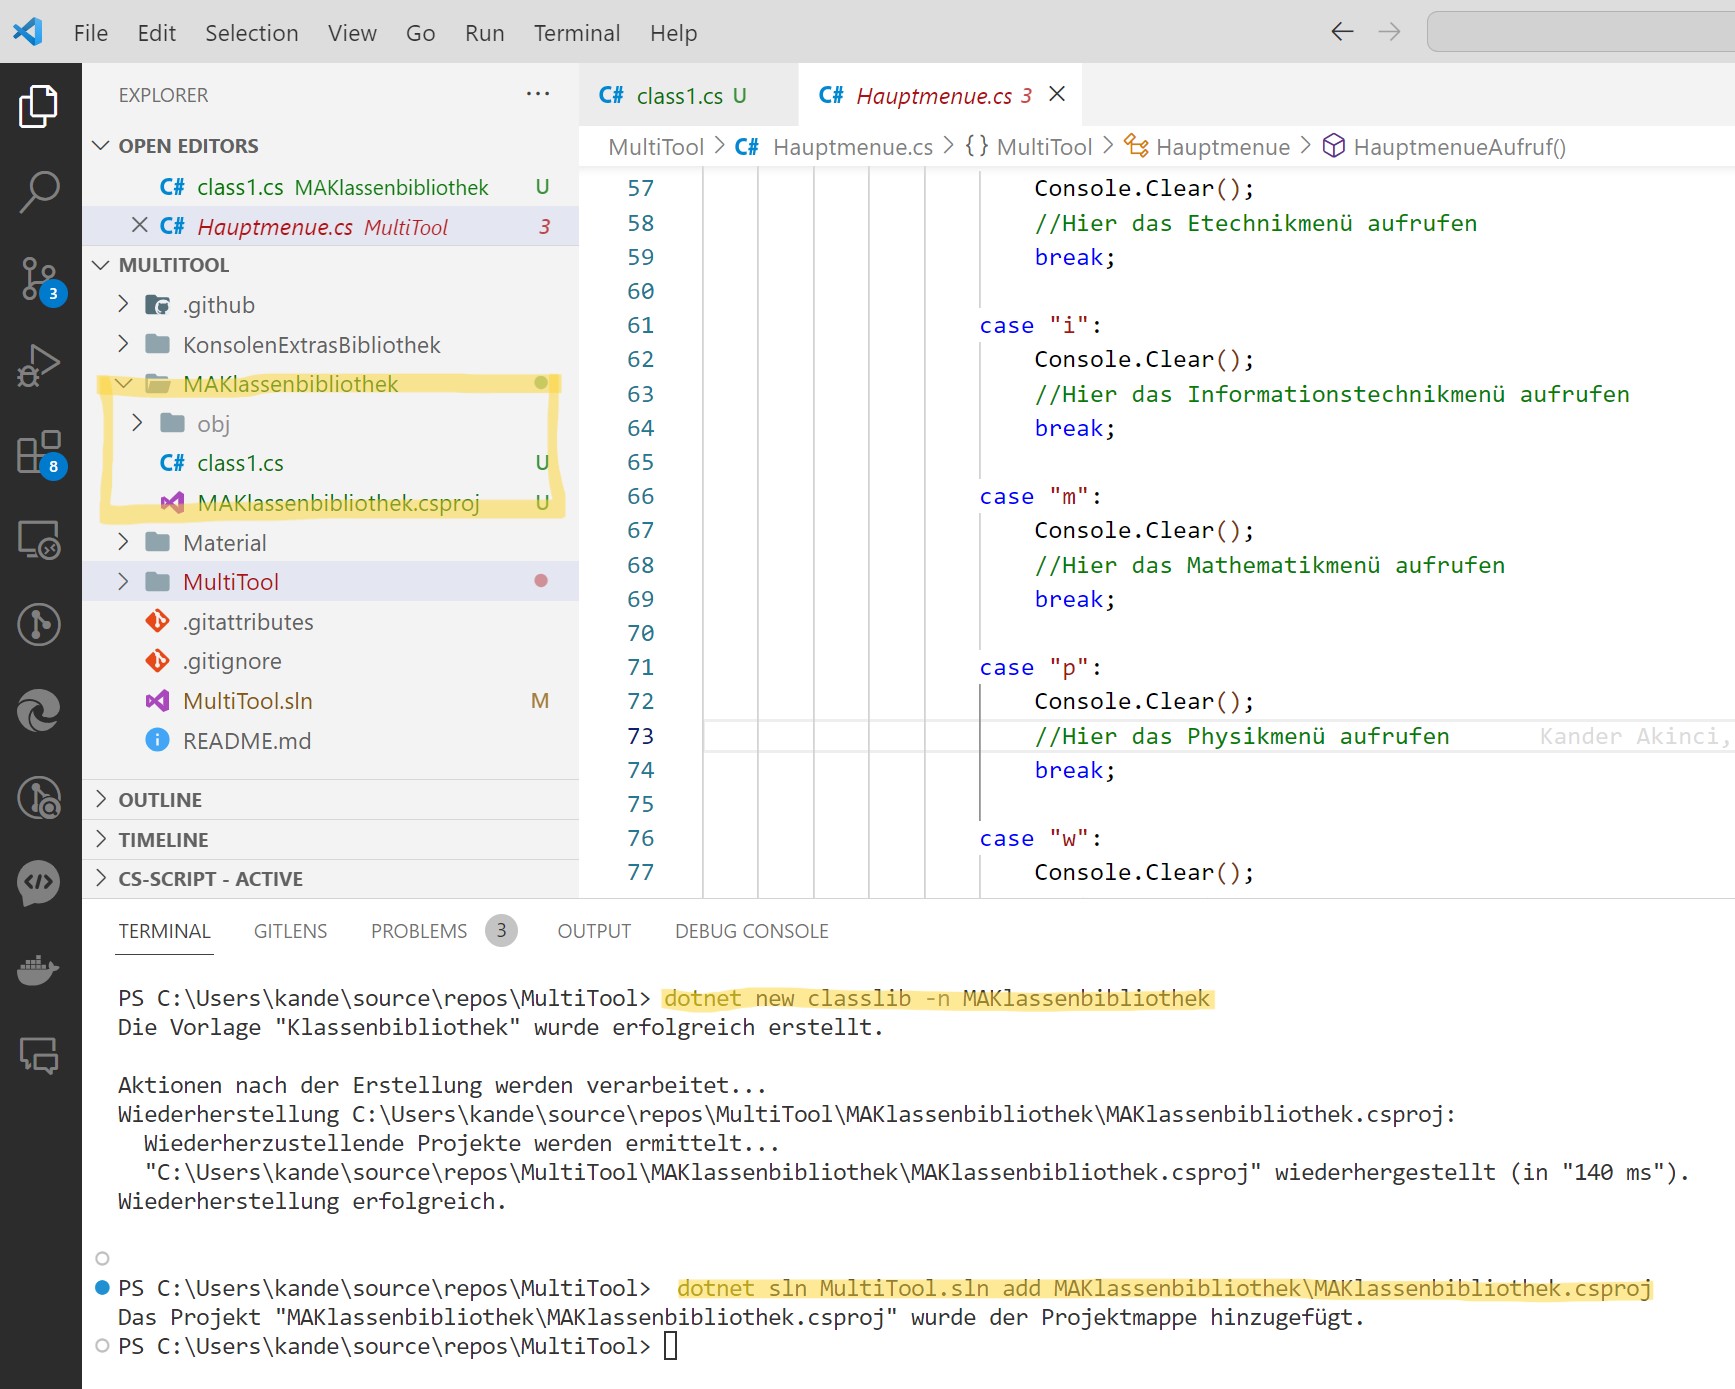 File Edit Selection View Go Run Terminal Help
EXPLORER ···
OPEN EDITORS
C# class1.cs MAKlassenbibliothek U
C# Hauptmenue.cs MultiTool 3
MULTITOOL
.github
KonsolenExtrasBibliothek
MAKlassenbibliothek
obj
C# class1.cs U
MAKlassenbibliothek.csproj U
Material
MultiTool
.gitattributes
.gitignore
MultiTool.sln M
README.md
OUTLINE
TIMELINE
CS-SCRIPT - ACTIVE
3
8
C# class1.cs U
C# Hauptmenue.cs 3
MultiTool > C# Hauptmenue.cs > {} MultiTool > Hauptmenue > HauptmenueAufruf()
57 Console.Clear();
58 //Hier das Etechnikmenü aufrufen
59 break;
60
61 case "i":
62 Console.Clear();
63 //Hier das Informationstechnikmenü aufrufen
64 break;
65
66 case "m":
67 Console.Clear();
68 //Hier das Mathematikmenü aufrufen
69 break;
70
71 case "p":
72 Console.Clear();
73 //Hier das Physikmenü aufrufen Kander Akinci,
74 break;
75
76 case "w":
77 Console.Clear();
TERMINAL GITLENS PROBLEMS 3 OUTPUT DEBUG CONSOLE
PS C:\Users\kande\source\repos\MultiTool> dotnet new classlib -n MAKlassenbibliothek
Die Vorlage "Klassenbibliothek" wurde erfolgreich erstellt.
Aktionen nach der Erstellung werden verarbeitet...
Wiederherstellung C:\Users\kande\source\repos\MultiTool\MAKlassenbibliothek\MAKlassenbibliothek.csproj:
Wiederherzustellende Projekte werden ermittelt...
"C:\Users\kande\source\repos\MultiTool\MAKlassenbibliothek\MAKlassenbibliothek.csproj" wiederhergestellt (in "140 ms").
Wiederherstellung erfolgreich.
PS C:\Users\kande\source\repos\MultiTool> dotnet sln MultiTool.sln add MAKlassenbibliothek\MAKlassenbibliothek.csproj
Das Projekt "MAKlassenbibliothek\MAKlassenbibliothek.csproj" wurde der Projektmappe hinzugefügt.
PS C:\Users\kande\source\repos\MultiTool>